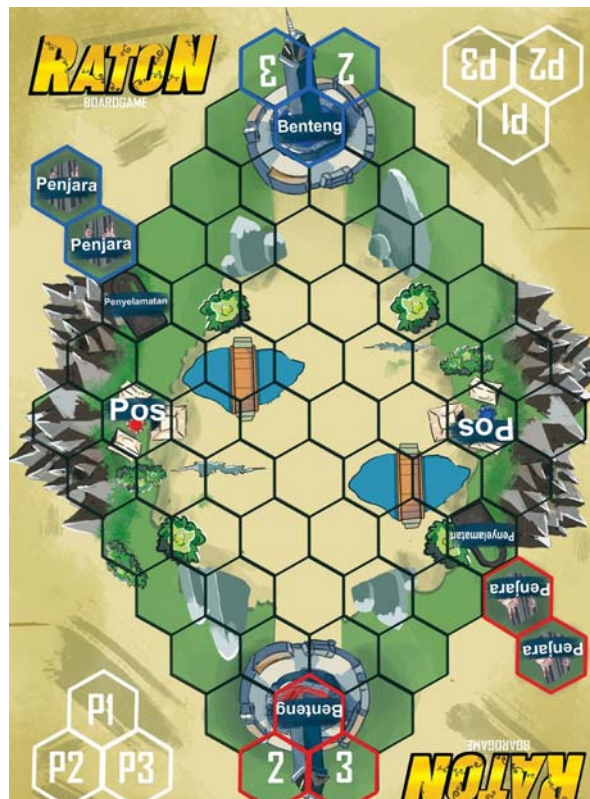 RATON
BOARDGAME
3 2
P3 P2
P1
Benteng
Penjara
Penjara
Penyelamatan
Pos
Pos
Penyelamatan
Penjara
Penjara
Benteng
2 3
P1
P2 P3
BOARDGAME
RATON